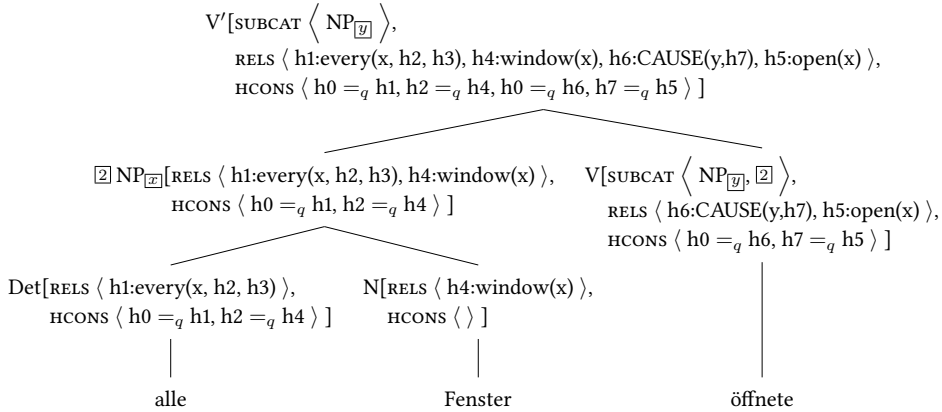 V′[SUBCAT ⟨ NP[y] ⟩,
RELS ⟨ h1:every(x, h2, h3), h4:window(x), h6:CAUSE(y,h7), h5:open(x) ⟩,
HCONS ⟨ h0 =q h1, h2 =q h4, h0 =q h6, h7 =q h5 ⟩ ]
[2] NP[x][RELS ⟨ h1:every(x, h2, h3), h4:window(x) ⟩,
HCONS ⟨ h0 =q h1, h2 =q h4 ⟩ ]
V[SUBCAT ⟨ NP[y], [2] ⟩,
RELS ⟨ h6:CAUSE(y,h7), h5:open(x) ⟩,
HCONS ⟨ h0 =q h6, h7 =q h5 ⟩ ]
Det[RELS ⟨ h1:every(x, h2, h3) ⟩,
HCONS ⟨ h0 =q h1, h2 =q h4 ⟩ ]
N[RELS ⟨ h4:window(x) ⟩,
HCONS ⟨ ⟩ ]
alle
Fenster
öffnete